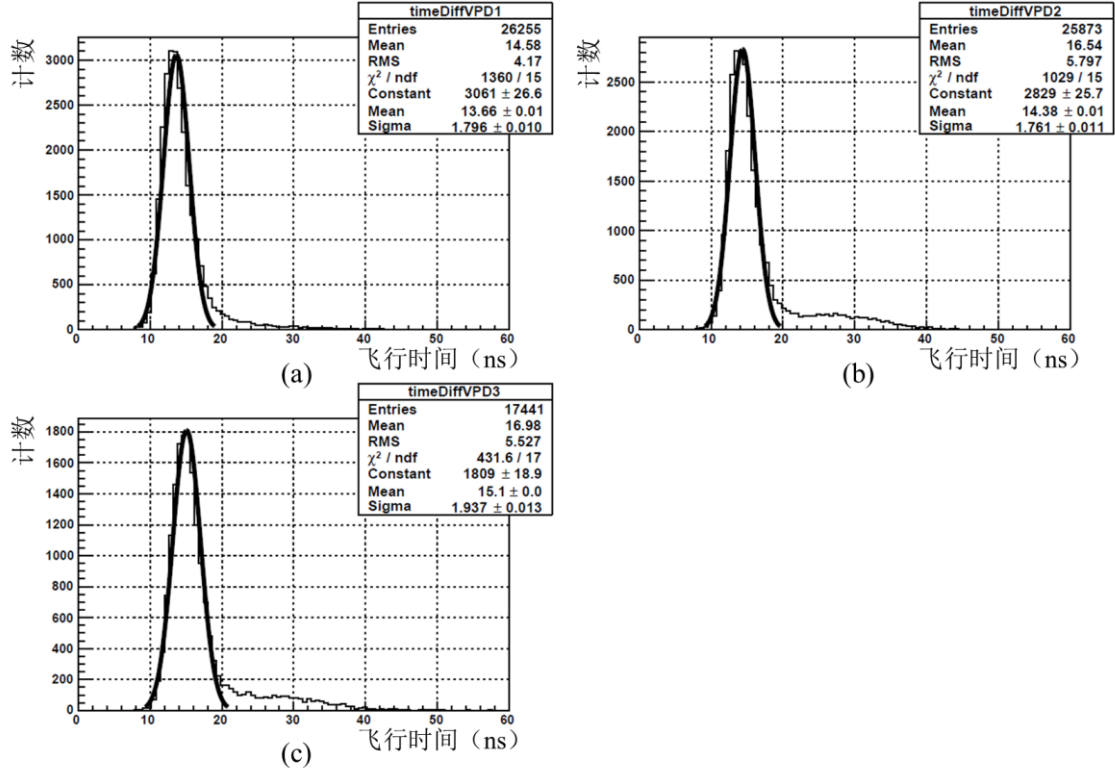 timeDiffVPD1
Entries 26255
Mean 14.58
RMS 4.17
χ² / ndf 1360 / 15
Constant 3061 ± 26.6
Mean 13.66 ± 0.01
Sigma 1.796 ± 0.010
计数
3000
2500
2000
1500
1000
500
0
0 10 20 30 40 50 60
飞行时间（ns）
(a)
timeDiffVPD2
Entries 25873
Mean 16.54
RMS 5.797
χ² / ndf 1029 / 15
Constant 2829 ± 25.7
Mean 14.38 ± 0.01
Sigma 1.761 ± 0.011
计数
2500
2000
1500
1000
500
0
0 10 20 30 40 50 60
飞行时间（ns）
(b)
timeDiffVPD3
Entries 17441
Mean 16.98
RMS 5.527
χ² / ndf 431.6 / 17
Constant 1809 ± 18.9
Mean 15.1 ± 0.0
Sigma 1.937 ± 0.013
计数
1800
1600
1400
1200
1000
800
600
400
200
0
0 10 20 30 40 50 60
飞行时间（ns）
(c)